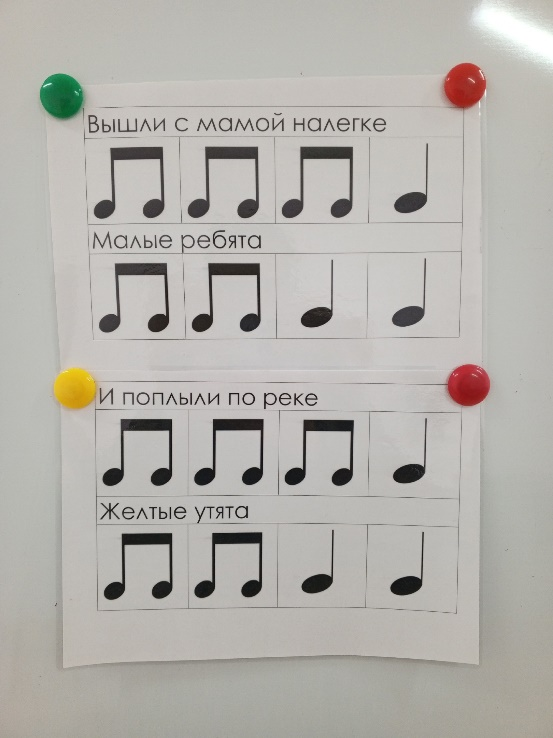 Вышли с мамой налегке
Малые ребята
И поплыли по реке
Желтые утята